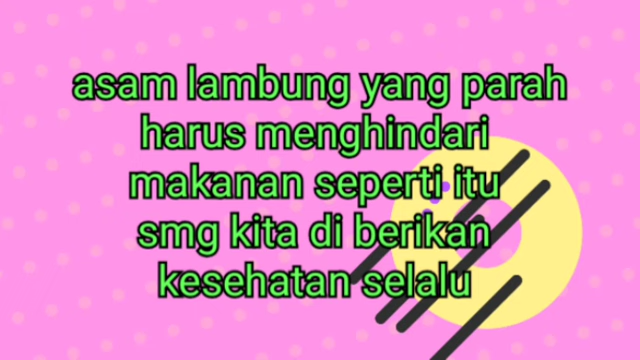 asam lambung yang parah
harus menghindari
makanan seperti itu
smg kita di berikan
kesehatan selalu